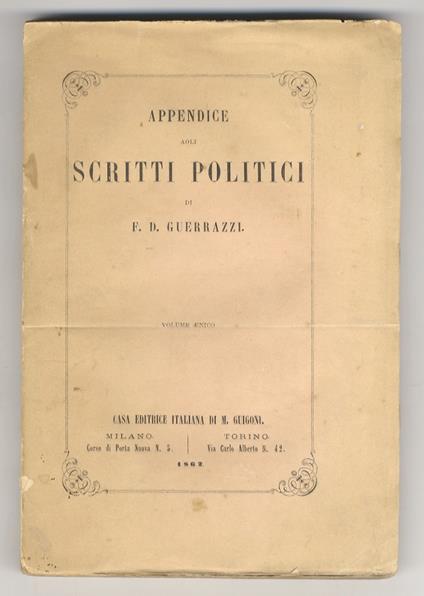 APPENDICE
AGLI
SCRITTI POLITICI
DI
F. D. GUERRAZZI.
VOLUME UNICO
CASA EDITRICE ITALIANA DI M. GUIGONI.
MILANO
Corso di Porta Nuova N. 5.
TORINO
Via Carlo Alberto N. 42.
1862